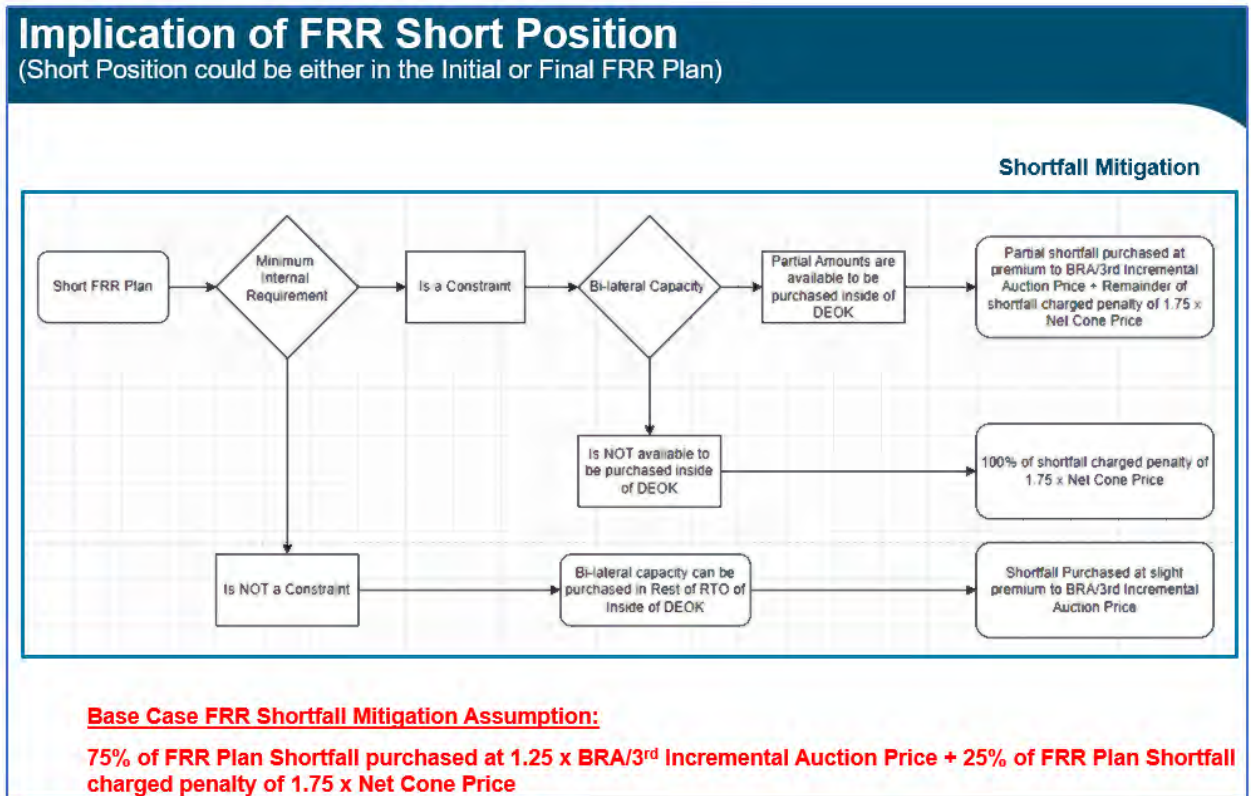 Implication of FRR Short Position
(Short Position could be either in the Initial or Final FRR Plan)
Shortfall Mitigation
Short FRR Plan
Minimum
Internal
Requirement
Is a Constraint
Bi-lateral Capacity
Partial Amounts are
available to be
purchased inside of
DEOK
Partial shortfall purchased at
premium to BRA/3rd Incremental
Auction Price + Remainder of
shortfall charged penalty of 1.75 x
Net Cone Price
Is NOT available to
be purchased inside
of DEOK
100% of shortfall charged penalty of
1.75 x Net Cone Price
Is NOT a Constraint
Bi-lateral capacity can be
purchased in Rest of RTO of
Inside of DEOK
Shortfall Purchased at slight
premium to BRA/3rd Incremental
Auction Price
Base Case FRR Shortfall Mitigation Assumption:
75% of FRR Plan Shortfall purchased at 1.25 x BRA/3rd Incremental Auction Price + 25% of FRR Plan Shortfall
charged penalty of 1.75 x Net Cone Price